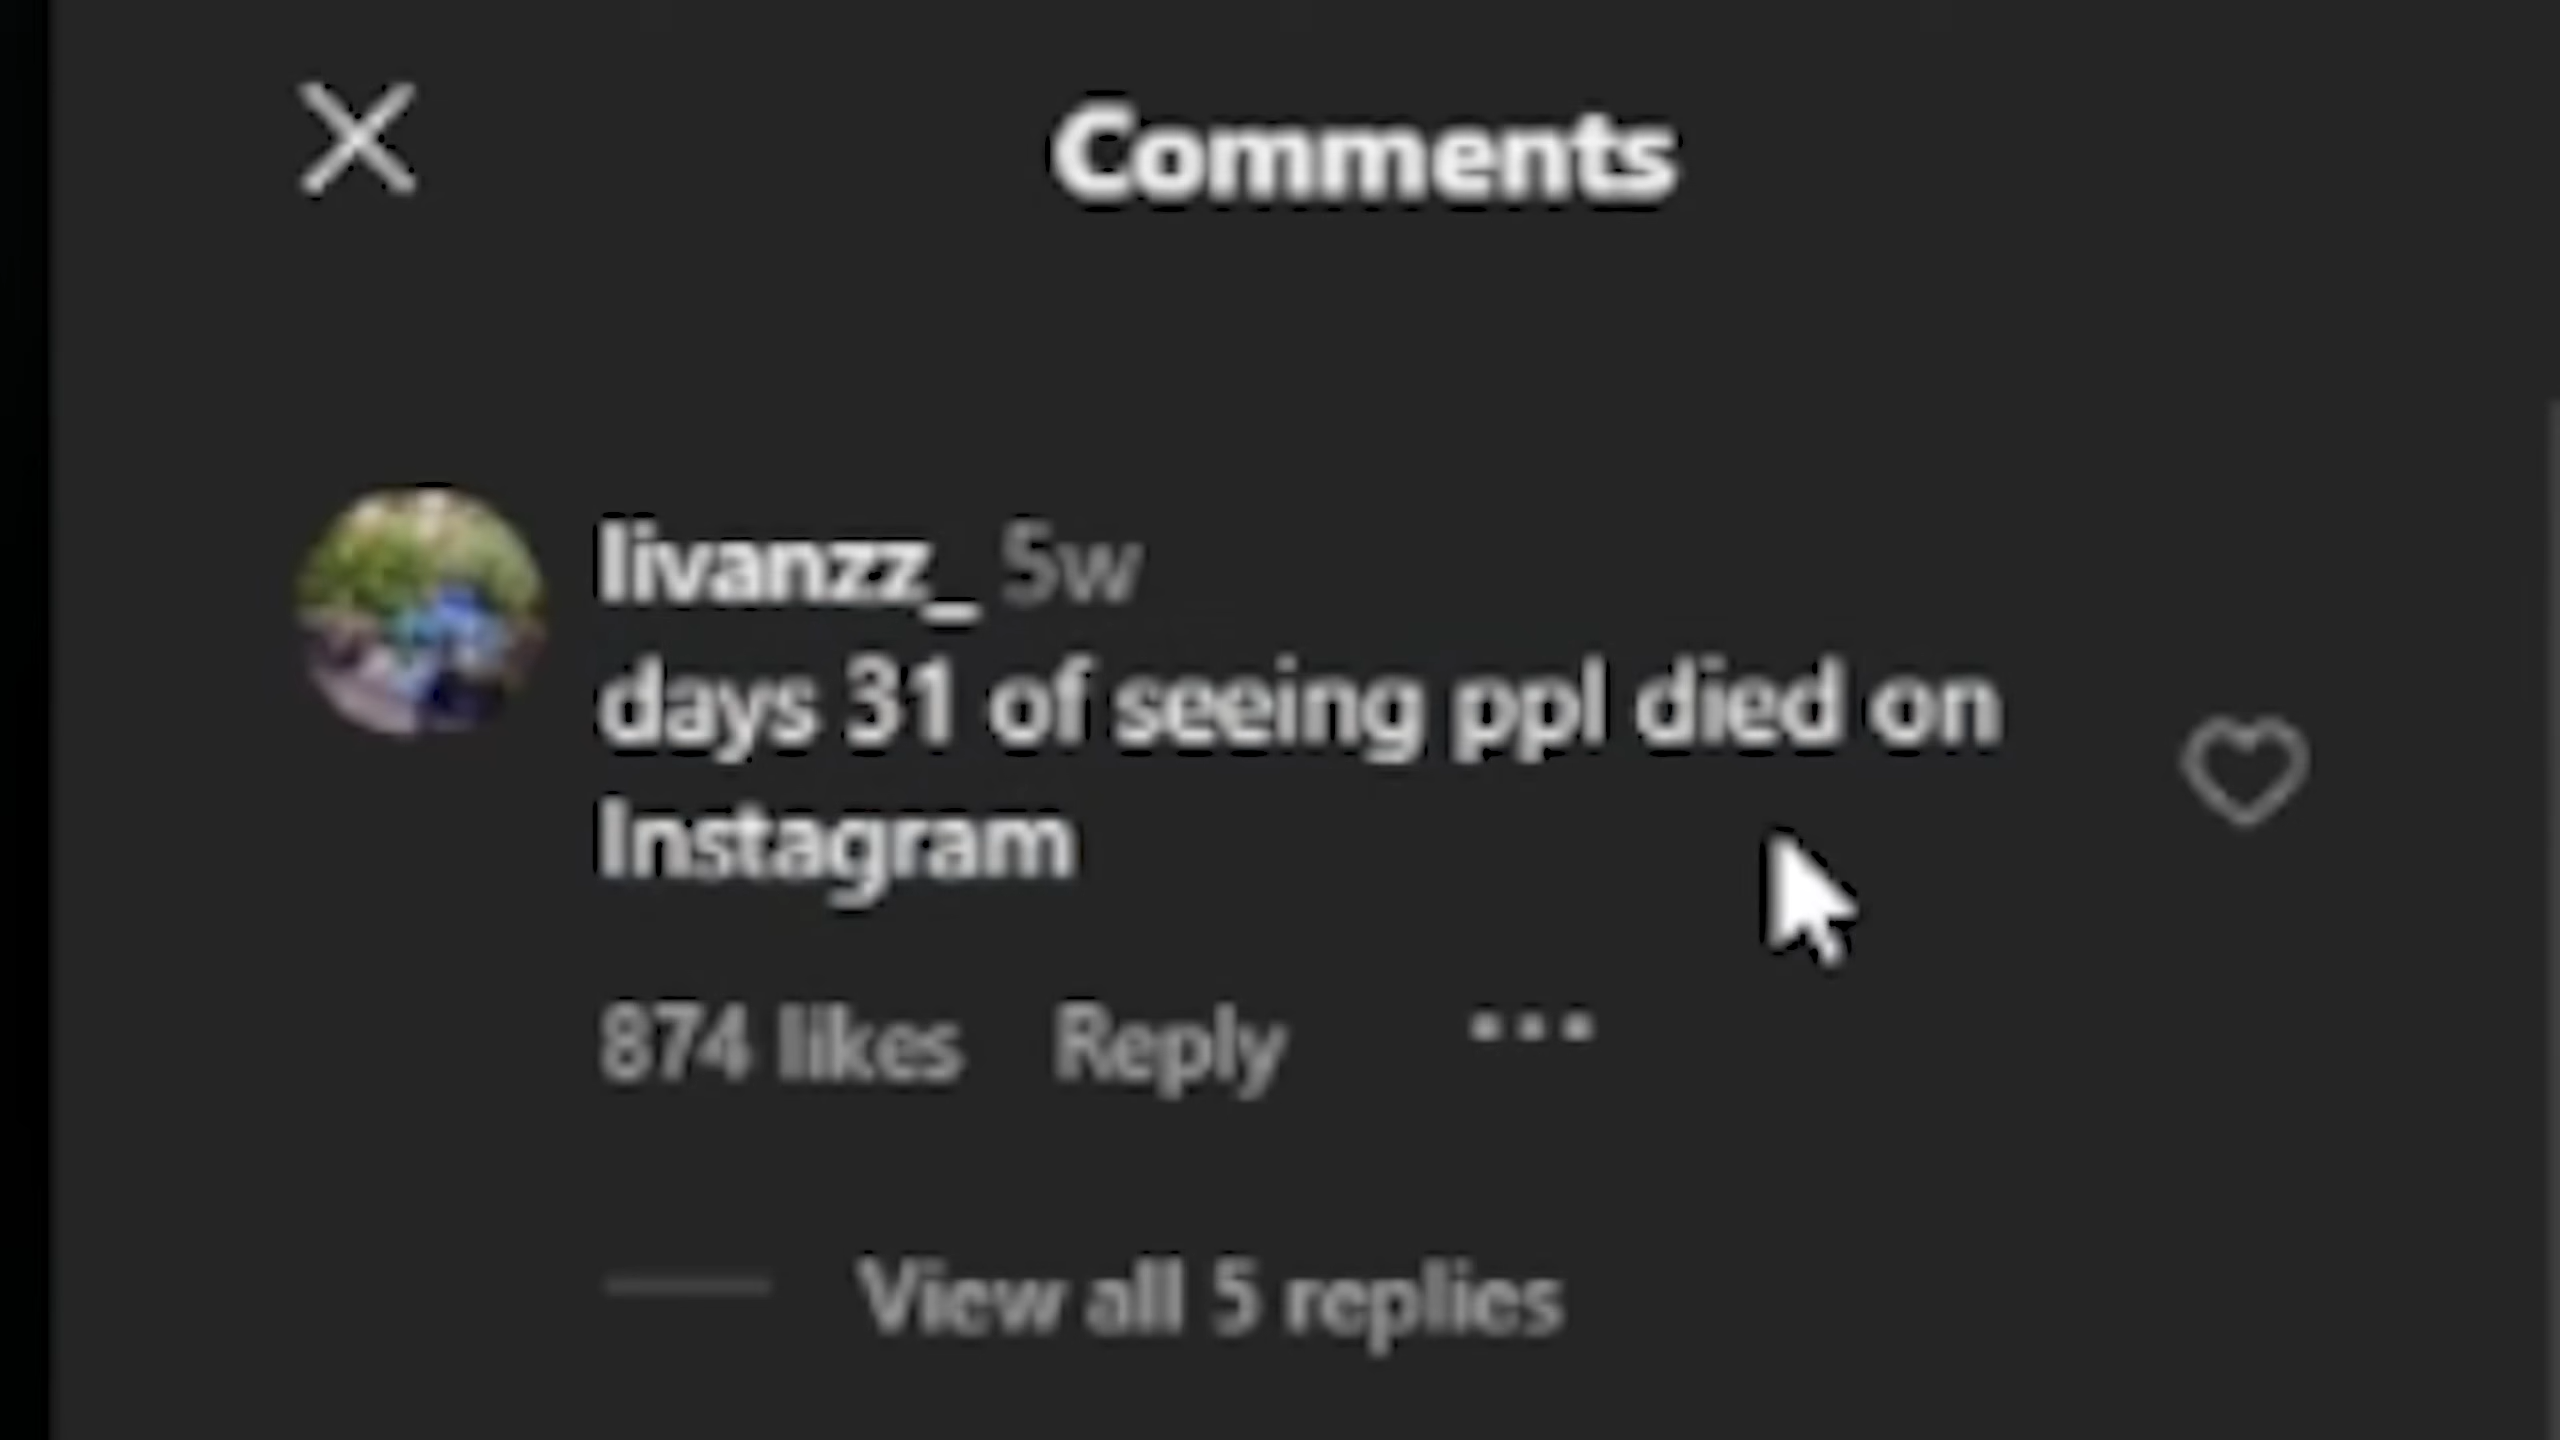 Comments
livanzz_ 5w
days 31 of seeing ppl died on
Instagram
874 likes Reply
View all 5 replies